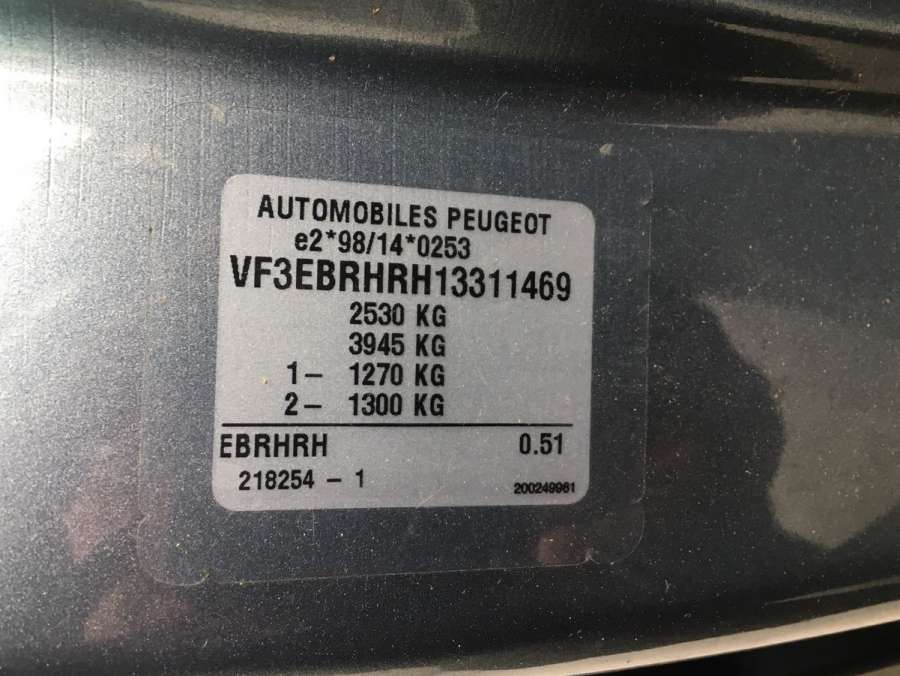 AUTOMOBILES PEUGEOT
e2*98/14*0253
VF3EBRHRH13311469
2530 KG
3945 KG
1- 1270 KG
2- 1300 KG
EBRHRH 0.51
218254 - 1
200249981